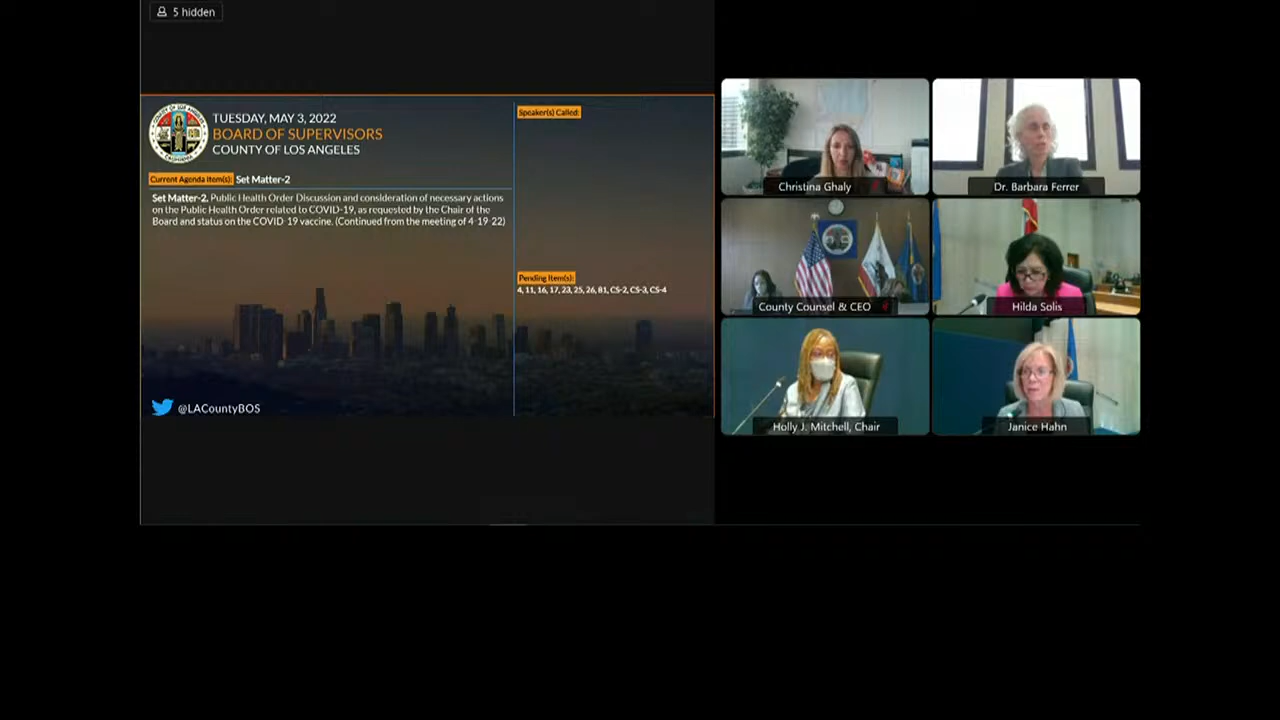 5 hidden
TUESDAY, MAY 3, 2022
BOARD OF SUPERVISORS
COUNTY OF LOS ANGELES
Current Agenda Item(s): Set Matter-2
Set Matter-2. Public Health Order Discussion and consideration of necessary actions
on the Public Health Order related to COVID-19, as requested by the Chair of the
Board and status on the COVID-19 vaccine. (Continued from the meeting of 4-19-22)
Speaker(s) Called:
Pending Item(s):
4, 11, 16, 17, 23, 25, 26, 81, CS-2, CS-3, CS-4
@LACountyBOS
Christina Ghaly
Dr. Barbara Ferrer
County Counsel & CEO
Hilda Solis
Holly J. Mitchell, Chair
Janice Hahn